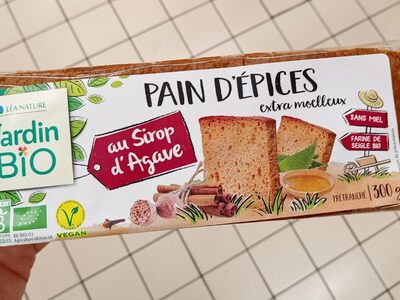 LÉA NATURE
Jardin
BiO
PAIN D'ÉPICES
extra moelleux
au Sirop
d'Agave
SANS MIEL
FARINE DE
SEIGLE BIO
PRÉTRANCHÉ
300 g
VEGAN